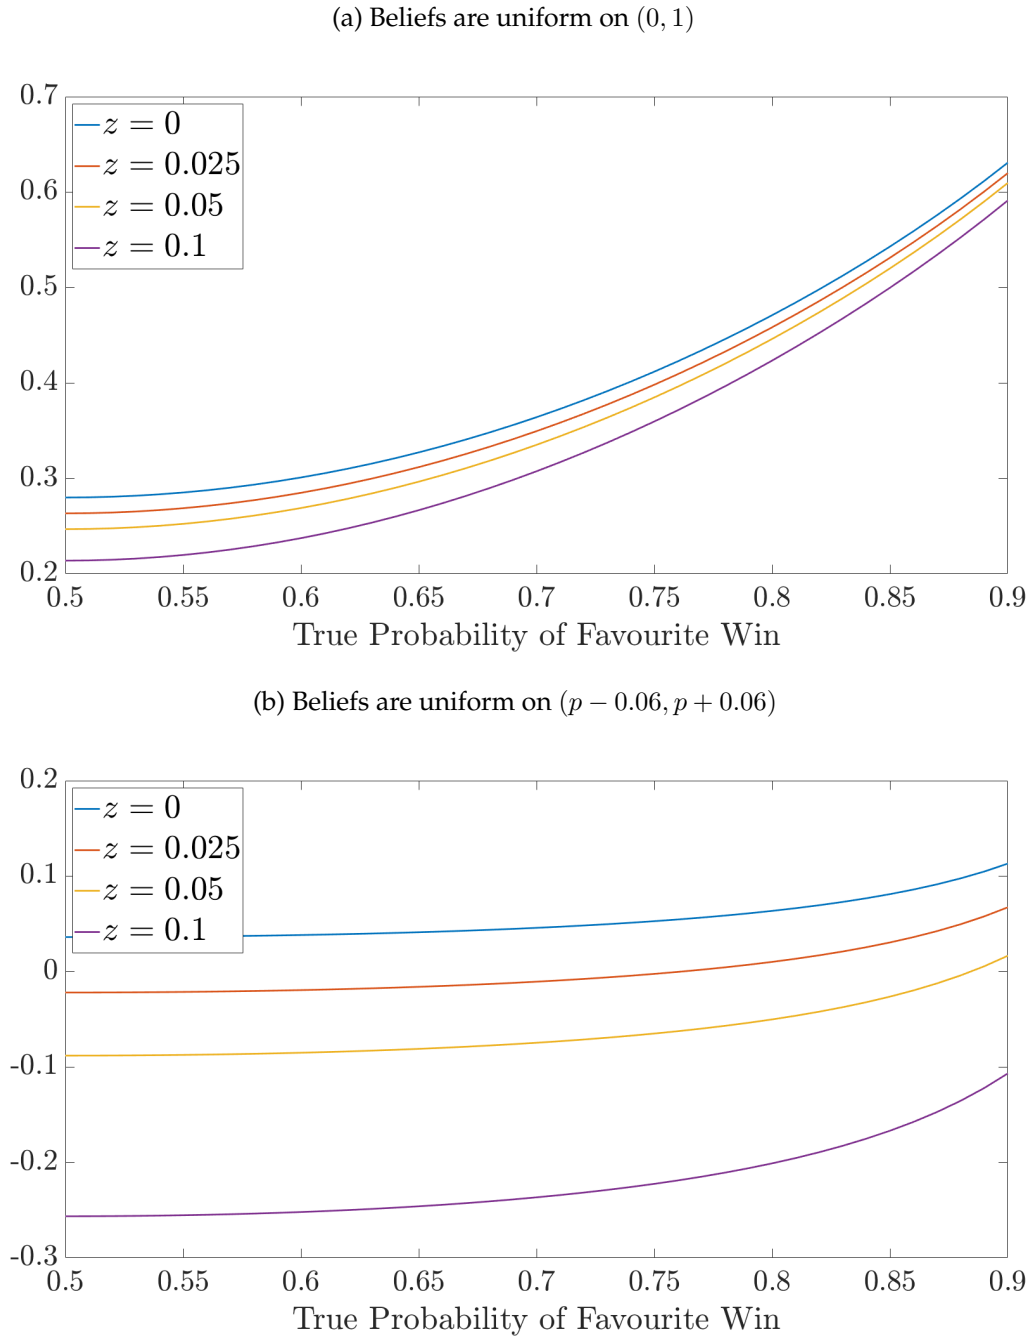 (a) Beliefs are uniform on (0, 1)
0.7
0.6
0.5
0.4
0.3
0.2
z = 0
z = 0.025
z = 0.05
z = 0.1
0.5 0.55 0.6 0.65 0.7 0.75 0.8 0.85 0.9
True Probability of Favourite Win
(b) Beliefs are uniform on (p − 0.06, p + 0.06)
0.2
0.1
0
-0.1
-0.2
-0.3
z = 0
z = 0.025
z = 0.05
z = 0.1
0.5 0.55 0.6 0.65 0.7 0.75 0.8 0.85 0.9
True Probability of Favourite Win